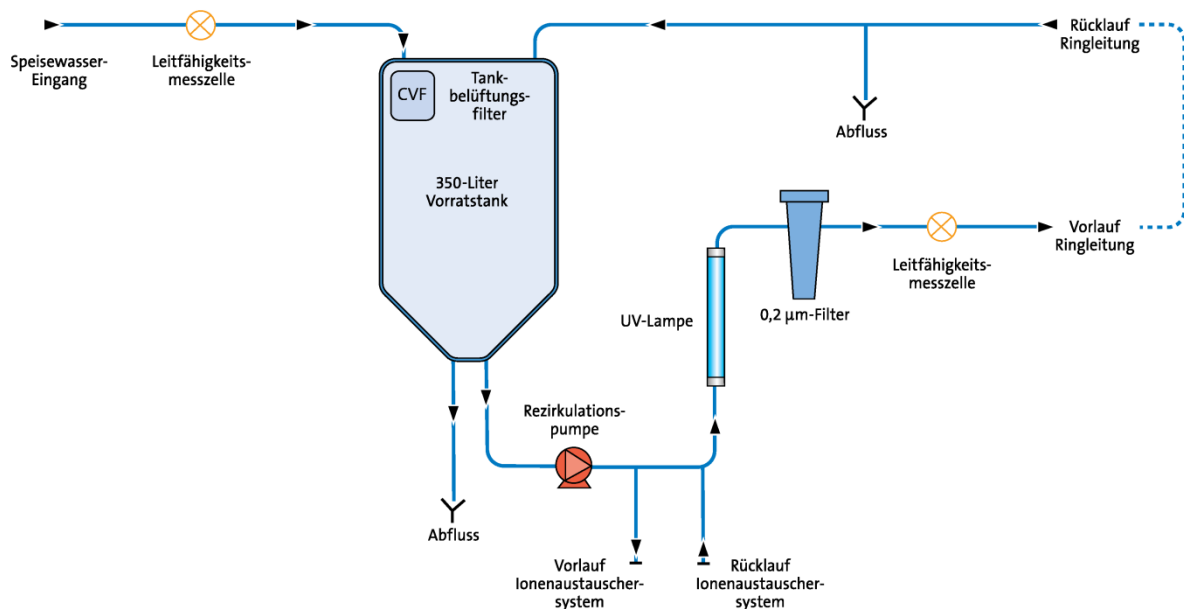 Speisewasser-
Eingang
Leitfähigkeits-
messzelle
CVF
Tank-
belüftungs-
filter
350-Liter
Vorratstank
Rücklauf
Ringleitung
Abfluss
Vorlauf
Ringleitung
Leitfähigkeits-
messzelle
0,2 µm-Filter
UV-Lampe
Rezirkulations-
pumpe
Abfluss
Vorlauf
Ionenaustauscher-
system
Rücklauf
Ionenaustauscher-
system